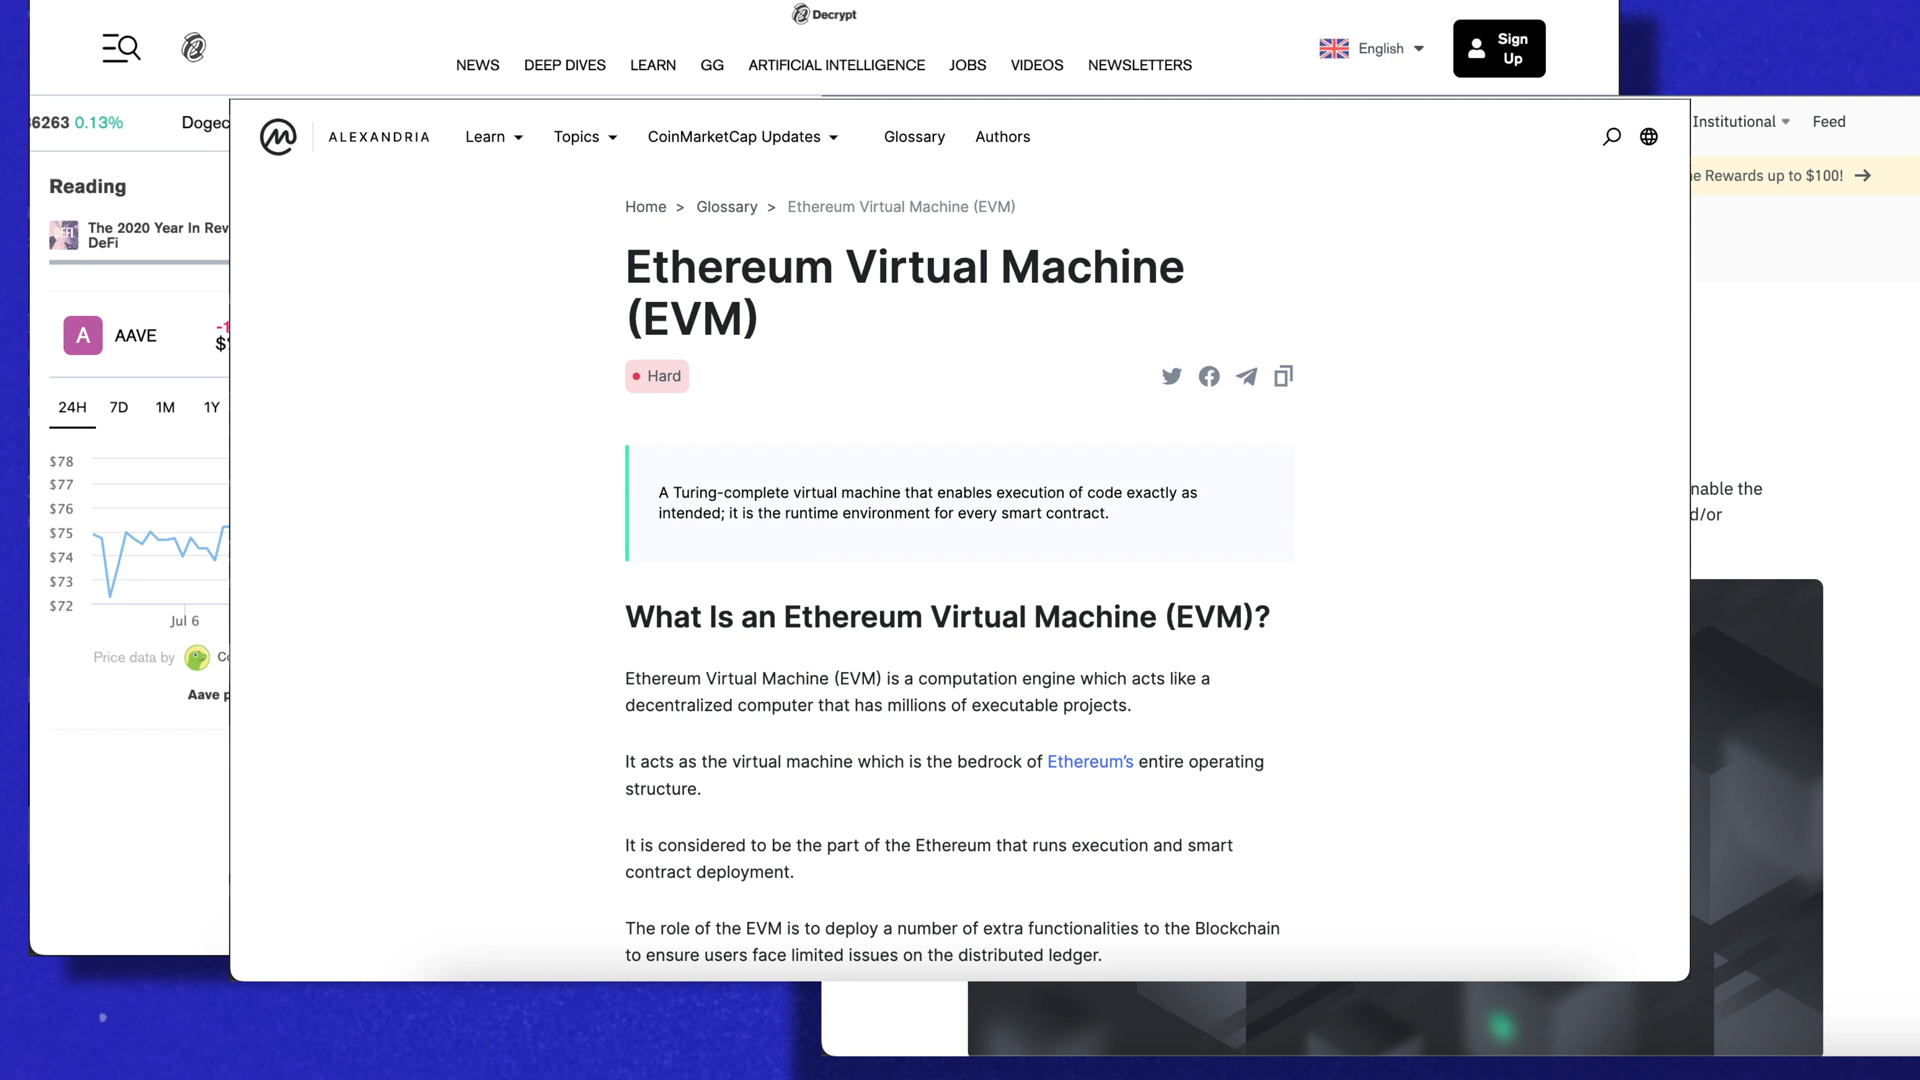 Decrypt
NEWS DEEP DIVES LEARN GG ARTIFICIAL INTELLIGENCE JOBS VIDEOS NEWSLETTERS
English
Sign
Up
36263 0.13% Dogec
Institutional Feed
e Rewards up to $100!
Reading
The 2020 Year In Rev
DeFi
A AAVE
-1
$
24H 7D 1M 1Y
$78
$77
$76
$75
$74
$73
$72
Jul 6
Price data by Co
Aave p
ALEXANDRIA Learn Topics CoinMarketCap Updates Glossary Authors
Home > Glossary > Ethereum Virtual Machine (EVM)
Ethereum Virtual Machine
(EVM)
Hard
A Turing-complete virtual machine that enables execution of code exactly as
intended; it is the runtime environment for every smart contract.
What Is an Ethereum Virtual Machine (EVM)?
Ethereum Virtual Machine (EVM) is a computation engine which acts like a
decentralized computer that has millions of executable projects.
It acts as the virtual machine which is the bedrock of Ethereum’s entire operating
structure.
It is considered to be the part of the Ethereum that runs execution and smart
contract deployment.
The role of the EVM is to deploy a number of extra functionalities to the Blockchain
to ensure users face limited issues on the distributed ledger.
nable the
d/or